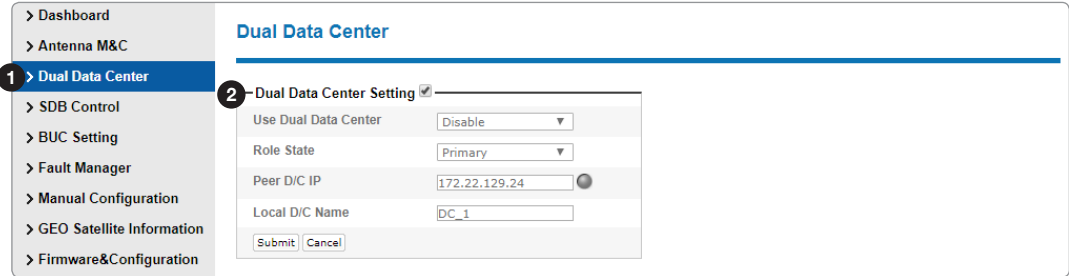 > Dashboard
> Antenna M&C
1 > Dual Data Center
> SDB Control
> BUC Setting
> Fault Manager
> Manual Configuration
> GEO Satellite Information
> Firmware&Configuration
Dual Data Center
2 Dual Data Center Setting
Use Dual Data Center Disable
Role State Primary
Peer D/C IP 172.22.129.24
Local D/C Name DC_1
Submit Cancel